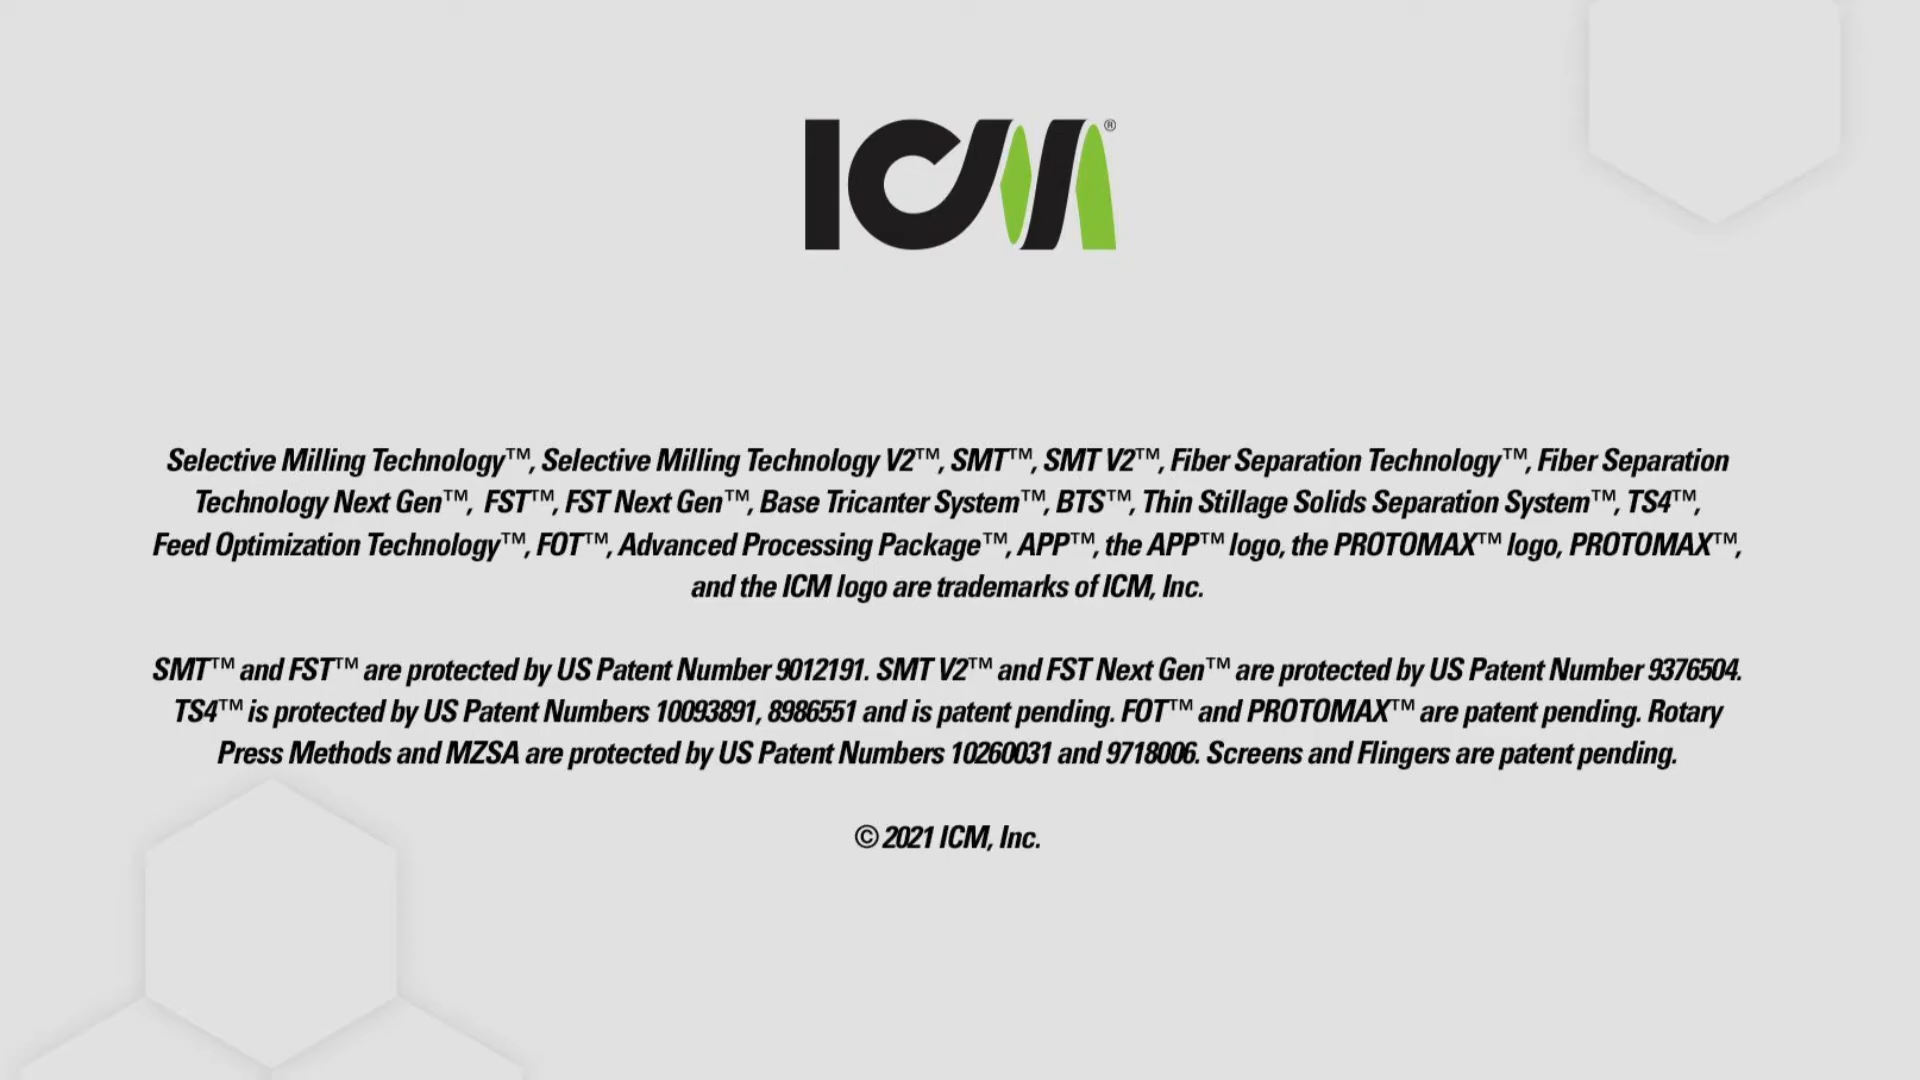 ICM®
Selective Milling Technology™, Selective Milling Technology V2™, SMT™, SMT V2™, Fiber Separation Technology™, Fiber Separation
Technology Next Gen™, FST™, FST Next Gen™, Base Tricanter System™, BTS™, Thin Stillage Solids Separation System™, TS4™,
Feed Optimization Technology™, FOT™, Advanced Processing Package™, APP™, the APP™ logo, the PROTOMAX™ logo, PROTOMAX™,
and the ICM logo are trademarks of ICM, Inc.
SMT™ and FST™ are protected by US Patent Number 9012191. SMT V2™ and FST Next Gen™ are protected by US Patent Number 9376504.
TS4™ is protected by US Patent Numbers 10093891, 8986551 and is patent pending. FOT™ and PROTOMAX™ are patent pending. Rotary
Press Methods and MZSA are protected by US Patent Numbers 10260031 and 9718006. Screens and Flingers are patent pending.
© 2021 ICM, Inc.